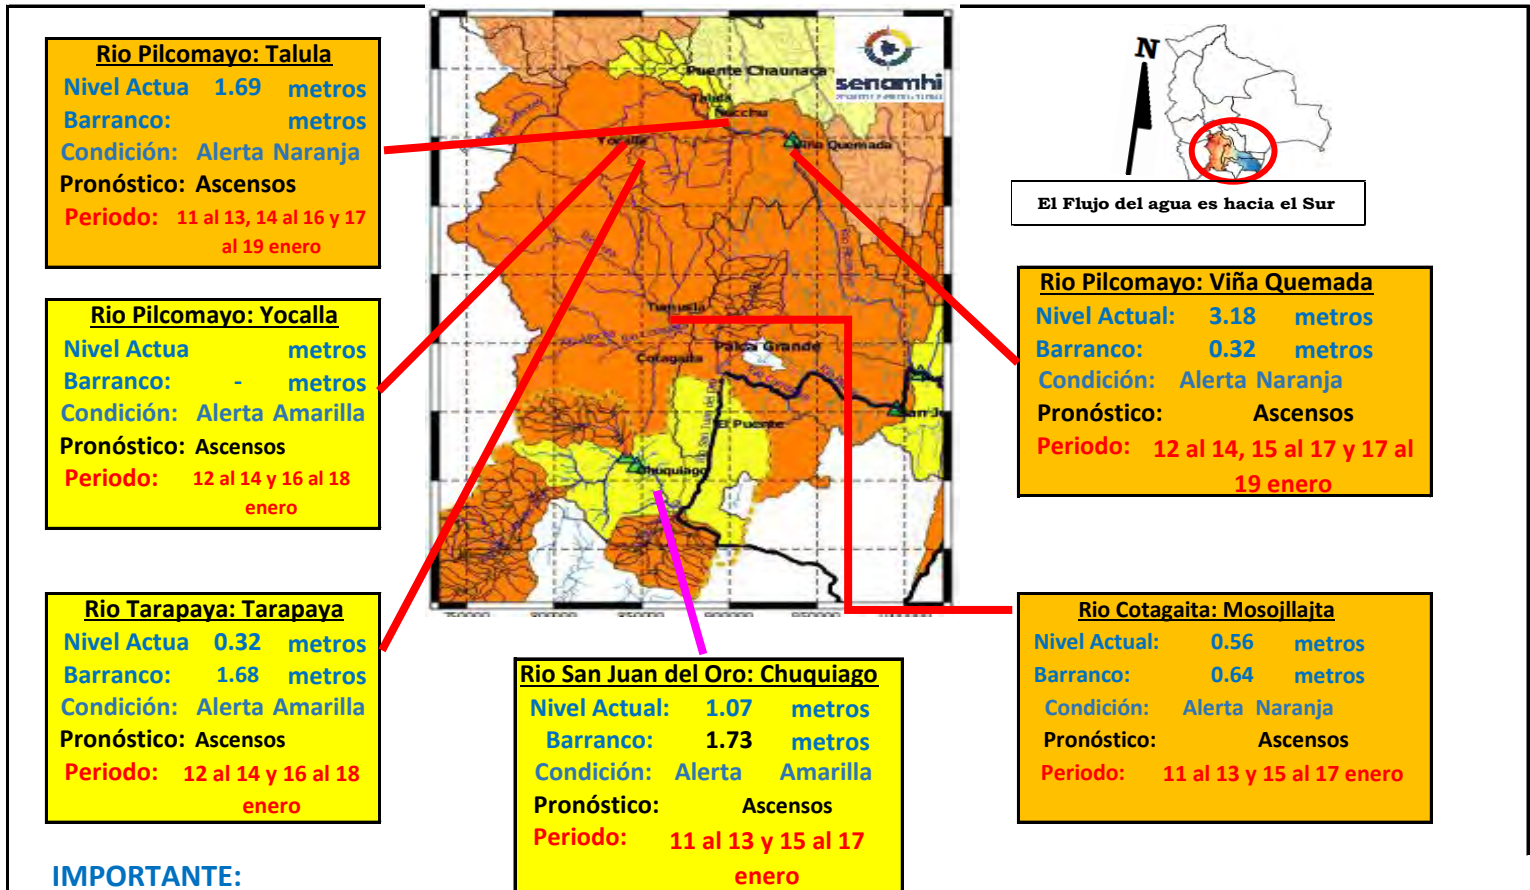 Rio Pilcomayo: Talula
Nivel Actua 1.69 metros
Barranco: metros
Condición: Alerta Naranja
Pronóstico: Ascensos
Periodo: 11 al 13, 14 al 16 y 17
al 19 enero
Rio Pilcomayo: Yocalla
Nivel Actua metros
Barranco: - metros
Condición: Alerta Amarilla
Pronóstico: Ascensos
Periodo: 12 al 14 y 16 al 18
enero
Rio Tarapaya: Tarapaya
Nivel Actua 0.32 metros
Barranco: 1.68 metros
Condición: Alerta Amarilla
Pronóstico: Ascensos
Periodo: 12 al 14 y 16 al 18
enero
IMPORTANTE:
Puente Chaunaca
senamhi
Talula
Ñucchu
Yocalla
Viña Quemada
Tumusla
Palca Grande
Cotagaita
El Puente
Chuquiago
Rio San Juan del Oro: Chuquiago
Nivel Actual: 1.07 metros
Barranco: 1.73 metros
Condición: Alerta Amarilla
Pronóstico: Ascensos
Periodo: 11 al 13 y 15 al 17
enero
N
El Flujo del agua es hacia el Sur
Rio Pilcomayo: Viña Quemada
Nivel Actual: 3.18 metros
Barranco: 0.32 metros
Condición: Alerta Naranja
Pronóstico: Ascensos
Periodo: 12 al 14, 15 al 17 y 17 al
19 enero
Rio Cotagaita: Mosojllajta
Nivel Actual: 0.56 metros
Barranco: 0.64 metros
Condición: Alerta Naranja
Pronóstico: Ascensos
Periodo: 11 al 13 y 15 al 17 enero